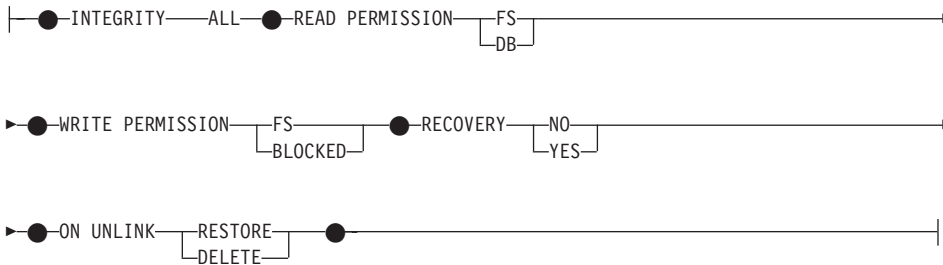 INTEGRITY ALL READ PERMISSION FS
DB
WRITE PERMISSION FS RECOVERY NO
BLOCKED YES
ON UNLINK RESTORE
DELETE